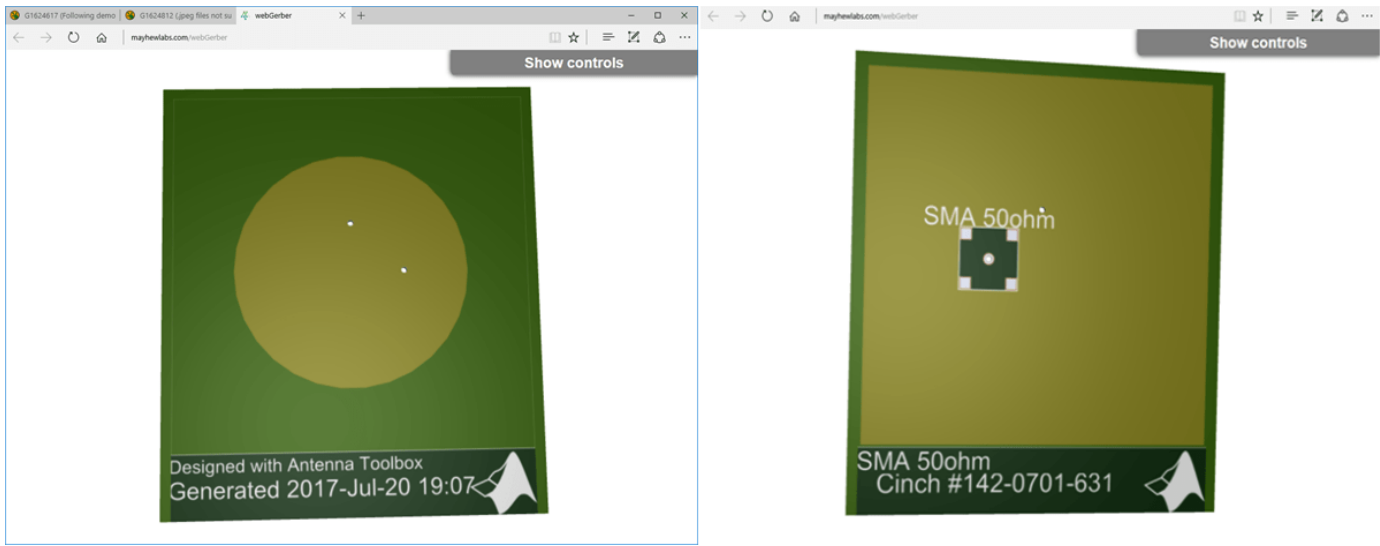 G1624617 (Following demo
G1624812 (.jpeg files not su
webGerber
mayhewlabs.com/webGerber
Show controls
Designed with Antenna Toolbox
Generated 2017-Jul-20 19:07
mayhewlabs.com/webGerber
Show controls
SMA 50ohm
SMA 50ohm
Cinch #142-0701-631